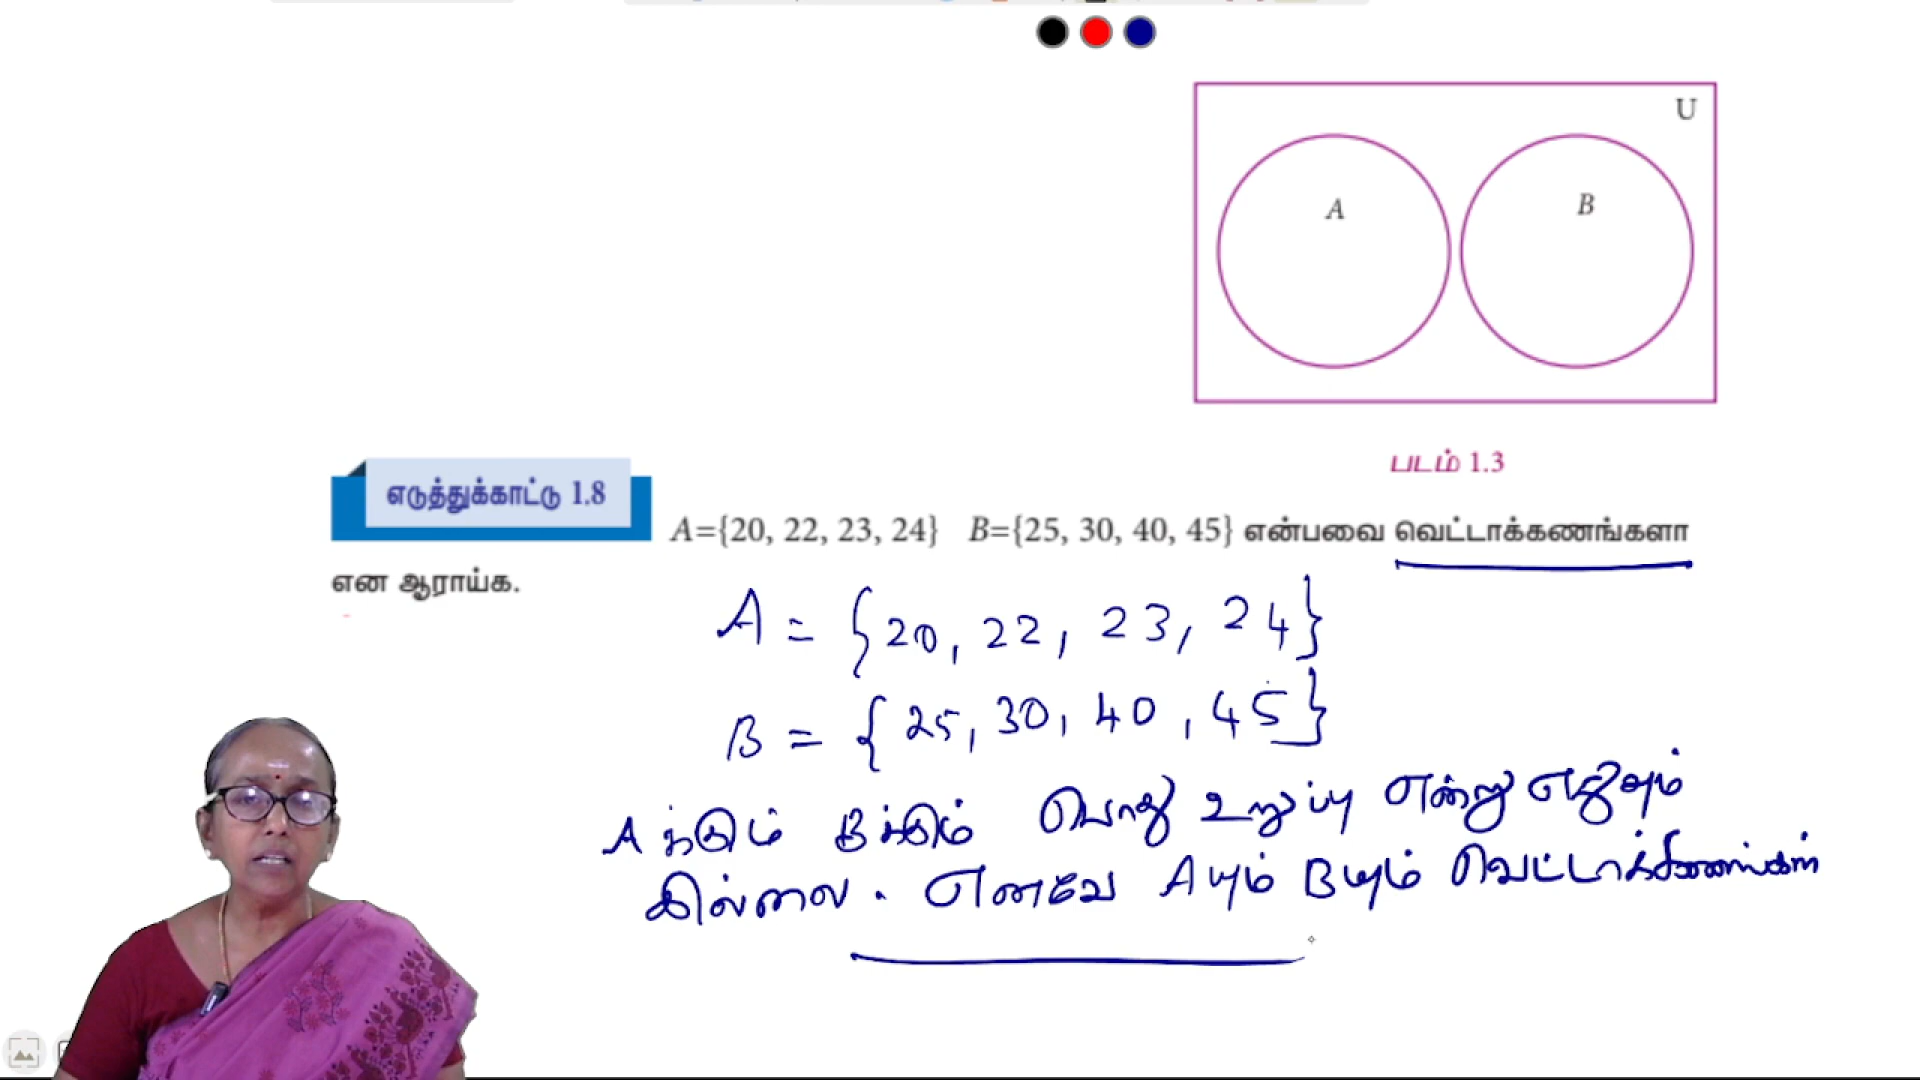 U
A B
படம் 1.3
எடுத்துக்காட்டு 1.8
A={20, 22, 23, 24} B={25, 30, 40, 45} என்பவை வெட்டாக்கணங்களா
என ஆராய்க.
A = {20, 22, 23, 24}
B = {25, 30, 40, 45}
A க்கும் B க்கும் பொது உறுப்பு என்று எதுவும்
இல்லை. எனவே A யும் B யும் வெட்டாக்கணங்கள்